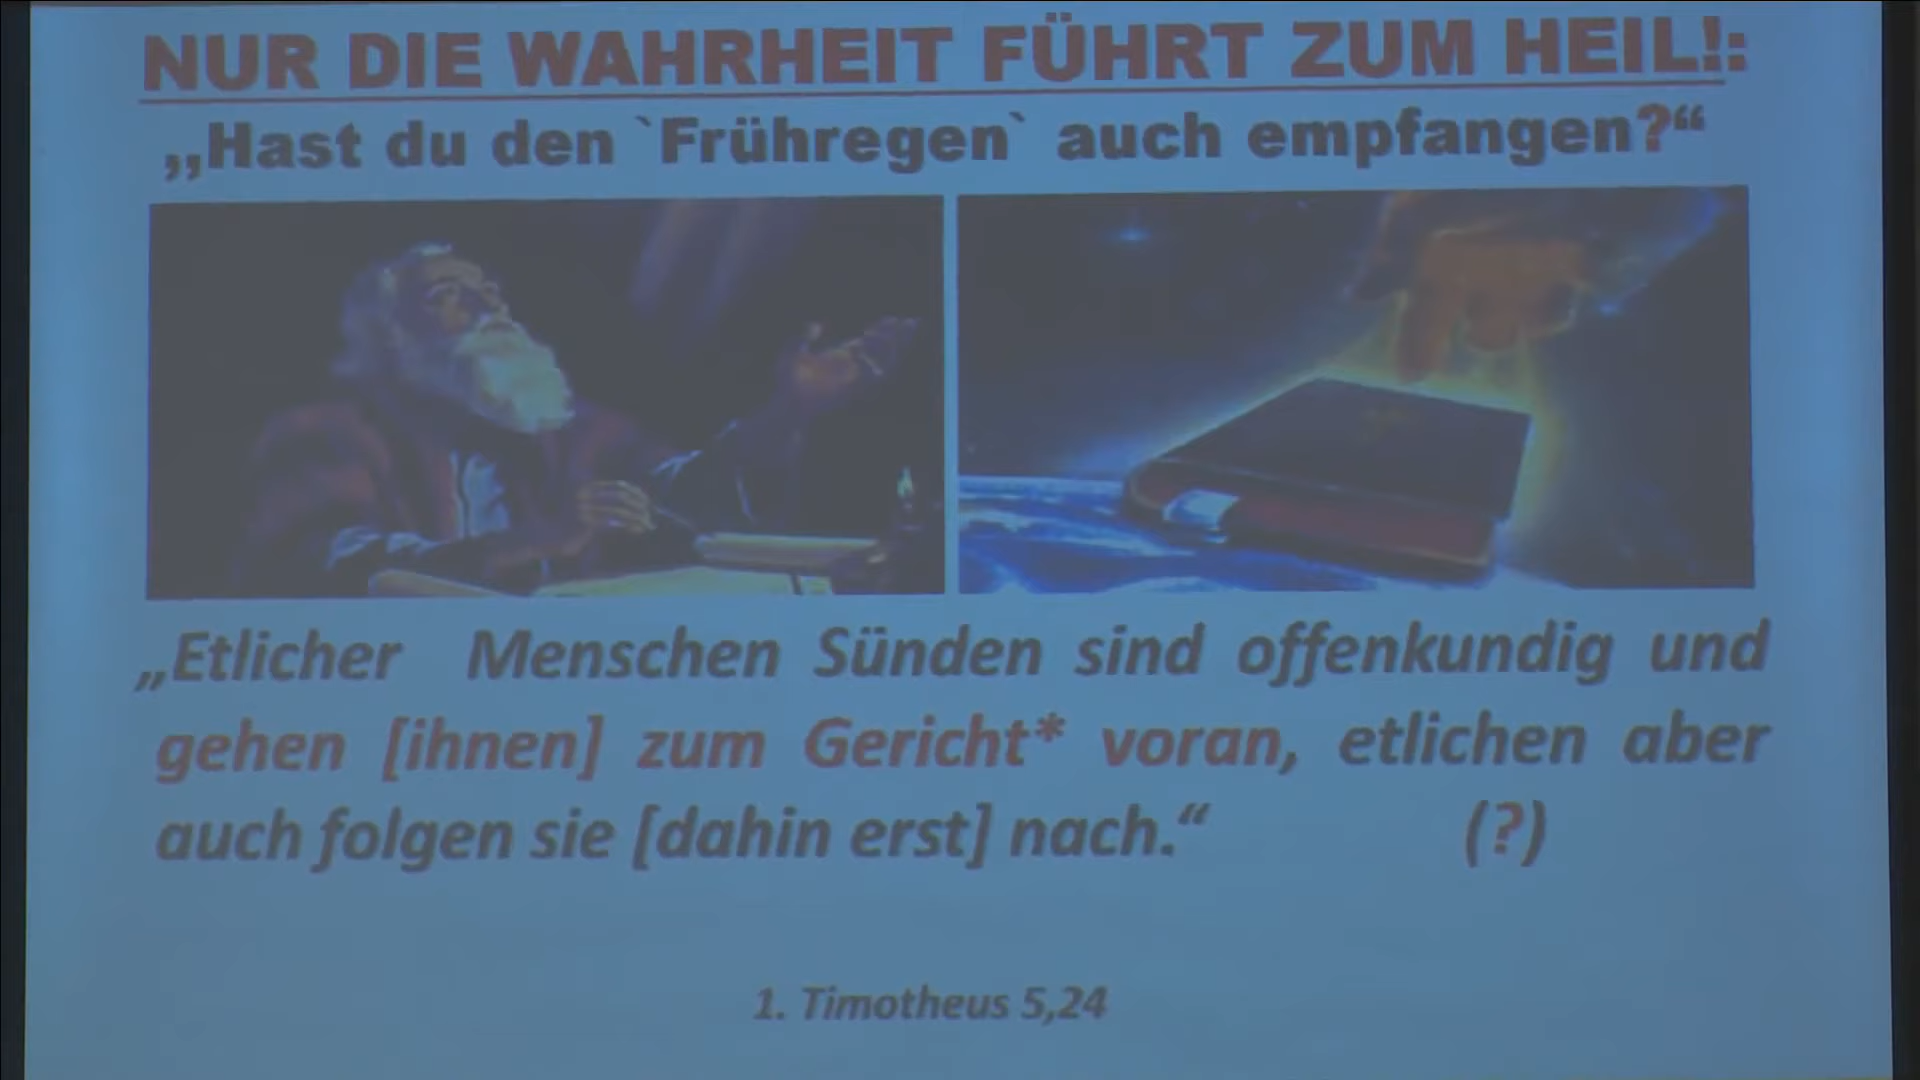 NUR DIE WAHRHEIT FÜHRT ZUM HEIL!:
,,Hast du den `Frühregen` auch empfangen?“
„Etlicher Menschen Sünden sind offenkundig und
gehen [ihnen] zum Gericht* voran, etlichen aber
auch folgen sie [dahin erst] nach.“ (?)
1. Timotheus 5,24